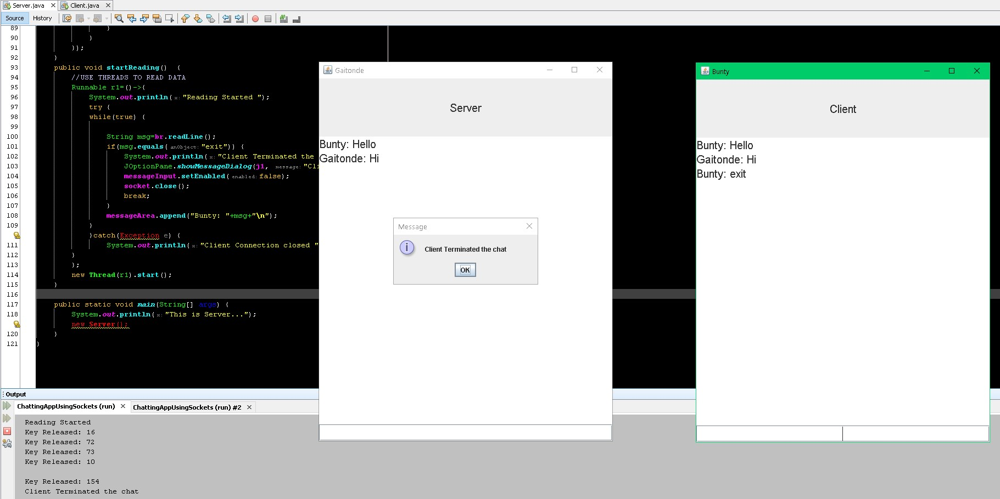 Server.java
Client.java
Source History
89 }
90 }
91 });
92 }
93 public void startReading() {
94 //USE THREADS TO READ DATA
95 Runnable r1=()->{
96 System.out.println(x:"Reading Started ");
97 try {
98 while(true) {
99
100 String msg=br.readLine();
101 if(msg.equals(anObject:"exit")) {
102 System.out.println(x:"Client Terminated the
103 JOptionPane.showMessageDialog(j1, message:"Cli
104 messageInput.setEnabled(enabled:false);
105 socket.close();
106 break;
107 }
108 messageArea.append("Bunty: "+msg+"\n");
109 }
}catch(Exception e) {
111 System.out.println(x:"Client Connection closed "
112 }
113 };
114 new Thread(r1).start();
115 }
116
117 public static void main(String[] args) {
118 System.out.println(x:"This is Server...");
new Server();
120 }
121 }
Gaitonde
Server
Bunty: Hello
Gaitonde: Hi
Message
Client Terminated the chat
OK
Bunty
Client
Bunty: Hello
Gaitonde: Hi
Bunty: exit
Output
ChattingAppUsingSockets (run)
ChattingAppUsingSockets (run) #2
Reading Started
Key Released: 16
Key Released: 72
Key Released: 73
Key Released: 10
Key Released: 154
Client Terminated the chat